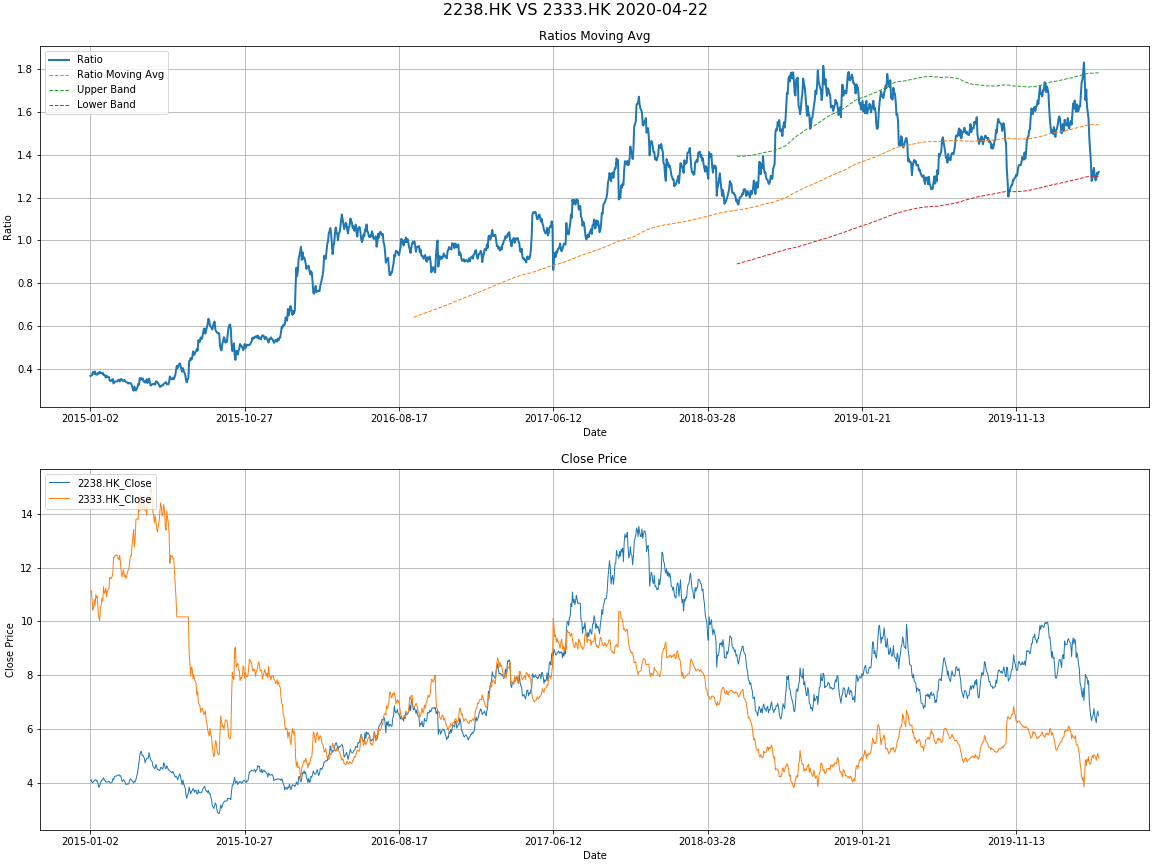 2238.HK VS 2333.HK 2020-04-22
Ratios Moving Avg
Ratio
Ratio Moving Avg
Upper Band
Lower Band
1.8
1.6
1.4
1.2
1.0
0.8
0.6
0.4
Ratio
2015-01-02 2015-10-27 2016-08-17 2017-06-12 2018-03-28 2019-01-21 2019-11-13
Date
Close Price
2238.HK_Close
2333.HK_Close
14
12
10
8
6
4
Close Price
2015-01-02 2015-10-27 2016-08-17 2017-06-12 2018-03-28 2019-01-21 2019-11-13
Date